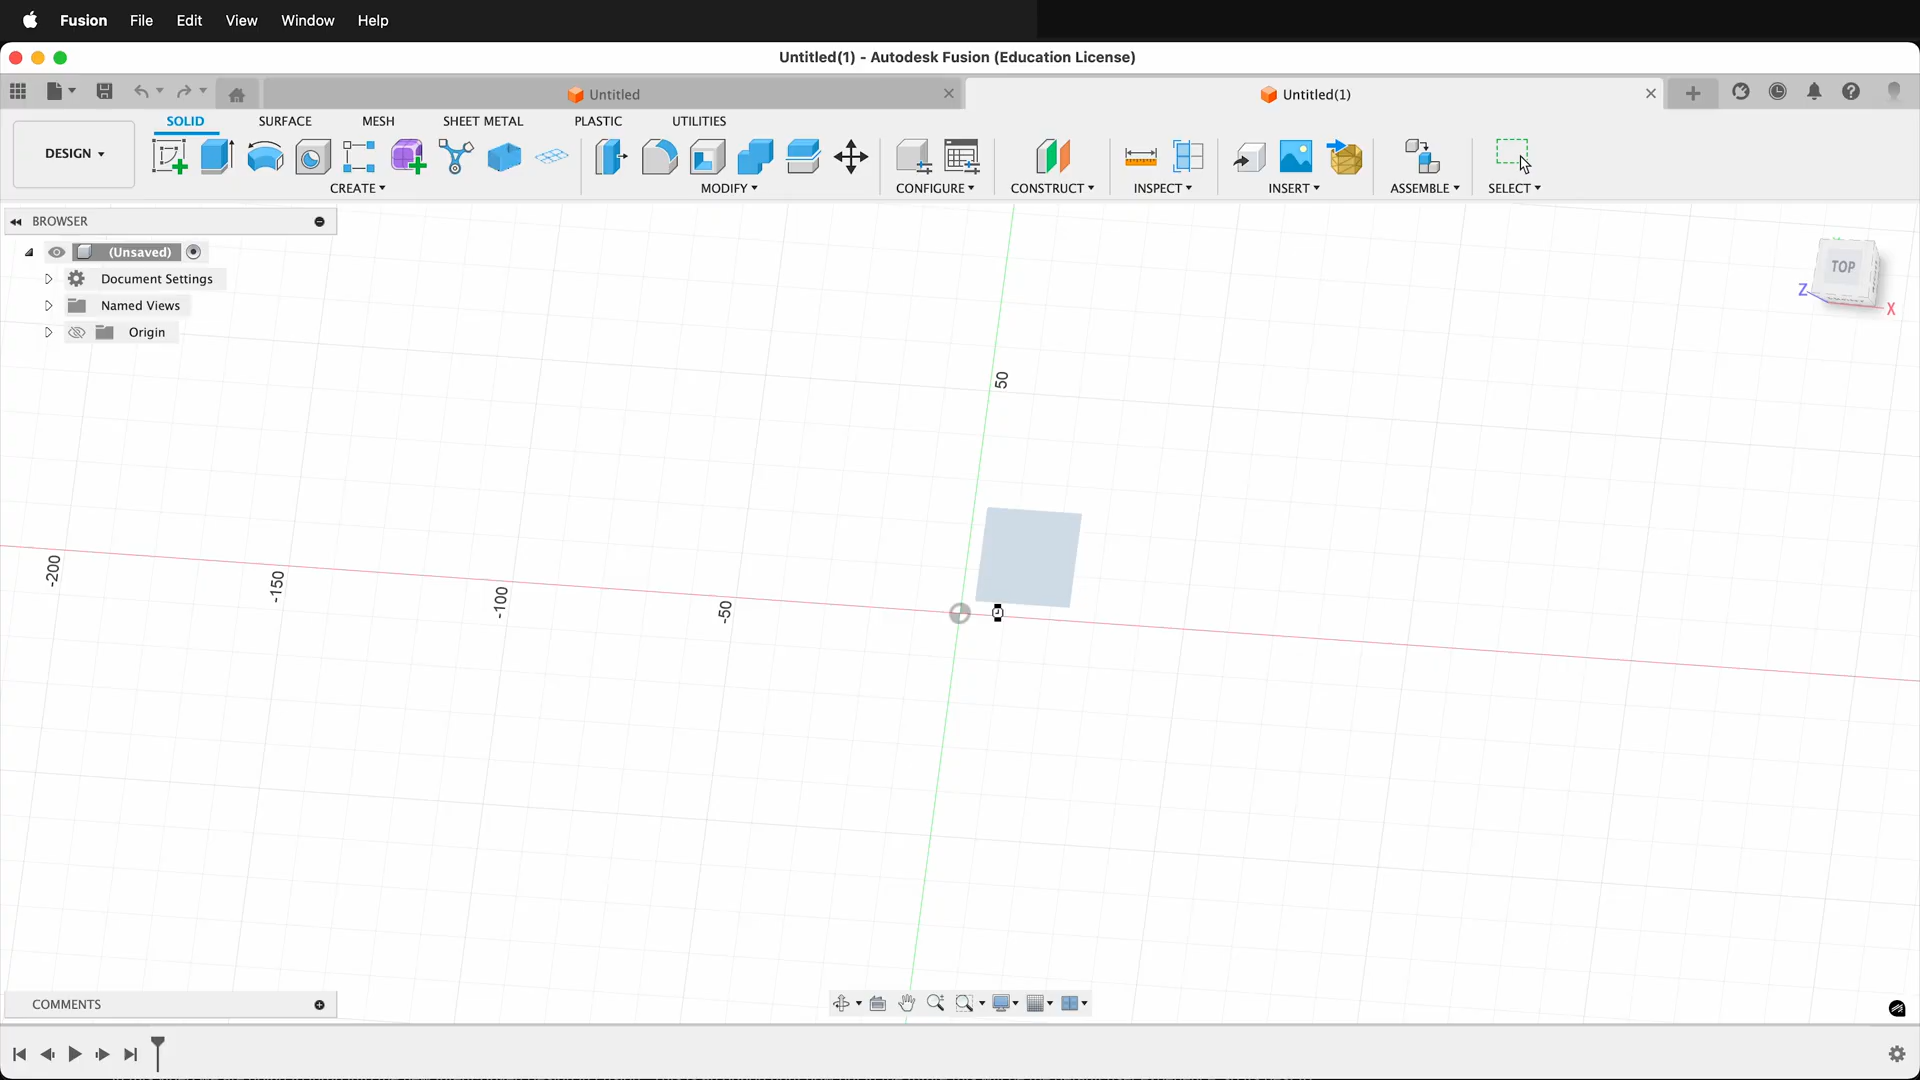 Fusion File Edit View Window Help
Untitled(1) - Autodesk Fusion (Education License)
Untitled
Untitled(1)
SOLID SURFACE MESH SHEET METAL PLASTIC UTILITIES
DESIGN
CREATE MODIFY CONFIGURE CONSTRUCT INSPECT INSERT ASSEMBLE SELECT
BROWSER
(Unsaved)
Document Settings
Named Views
Origin
TOP
Z
X
50
-200
-150
-100
-50
COMMENTS